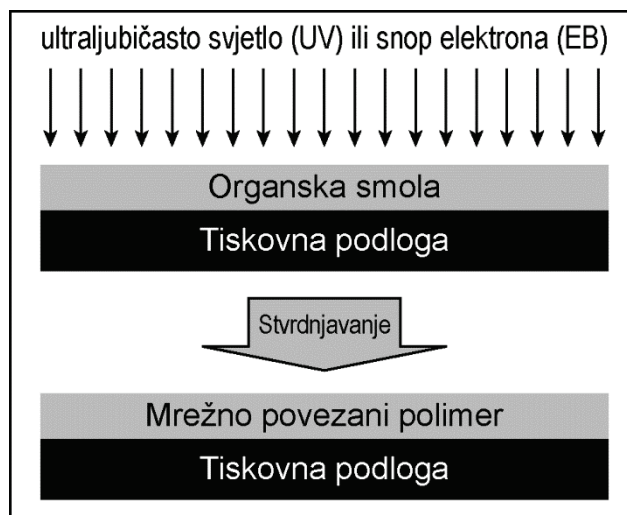 ultraljubičasto svjetlo (UV) ili snop elektrona (EB)
Organska smola
Tiskovna podloga
Stvrdnjavanje
Mrežno povezani polimer
Tiskovna podloga